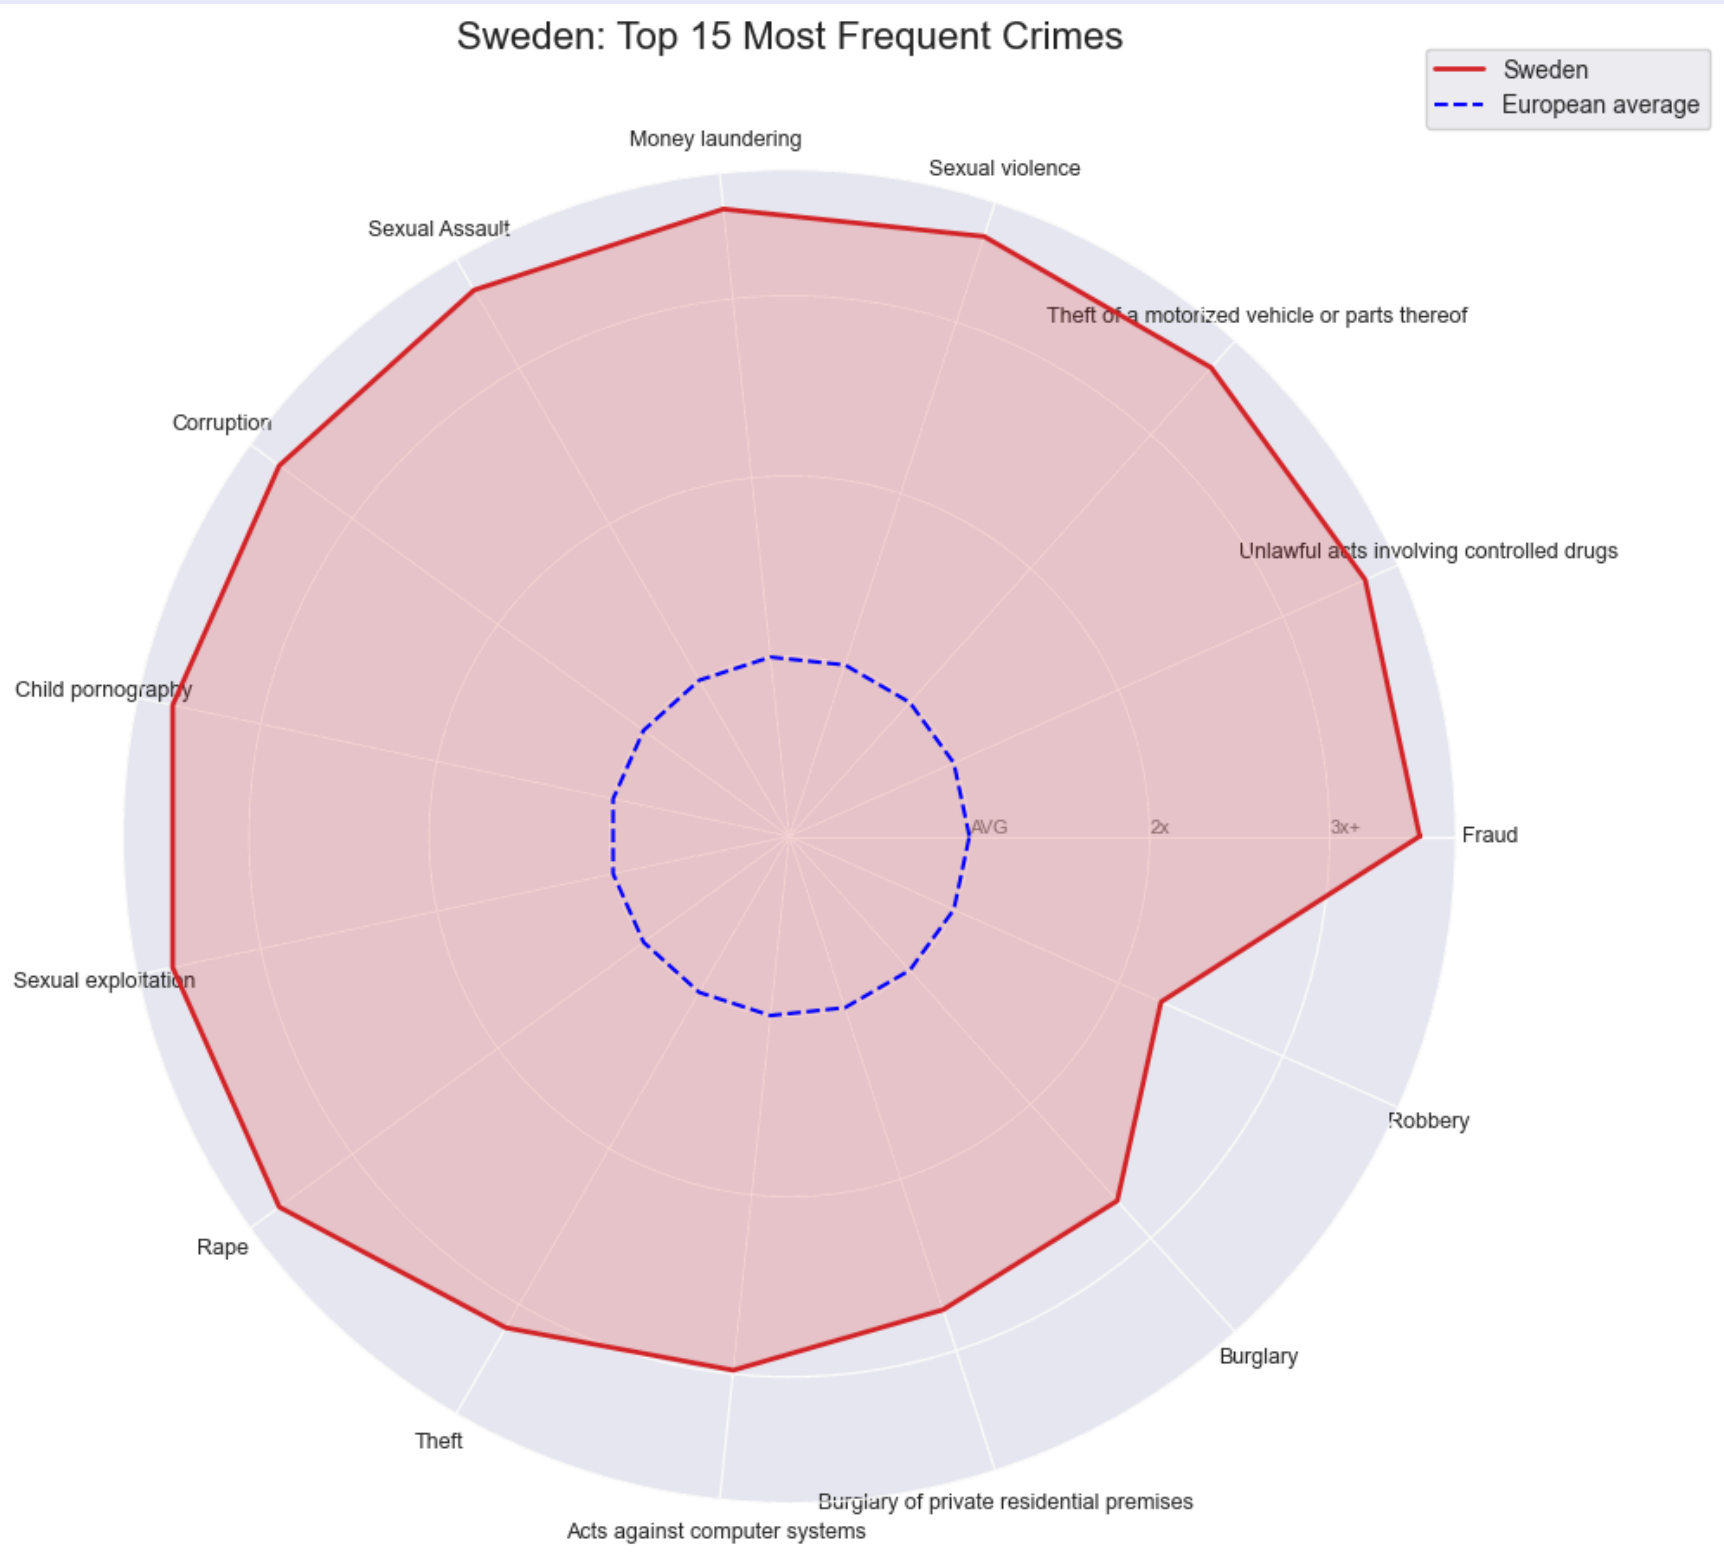 Sweden: Top 15 Most Frequent Crimes
Sweden
European average
Money laundering
Sexual violence
Sexual Assault
Theft of a motorized vehicle or parts thereof
Corruption
Unlawful acts involving controlled drugs
Child pornography
AVG
2x
3x+
Fraud
Sexual exploitation
Robbery
Rape
Burglary
Theft
Burglary of private residential premises
Acts against computer systems